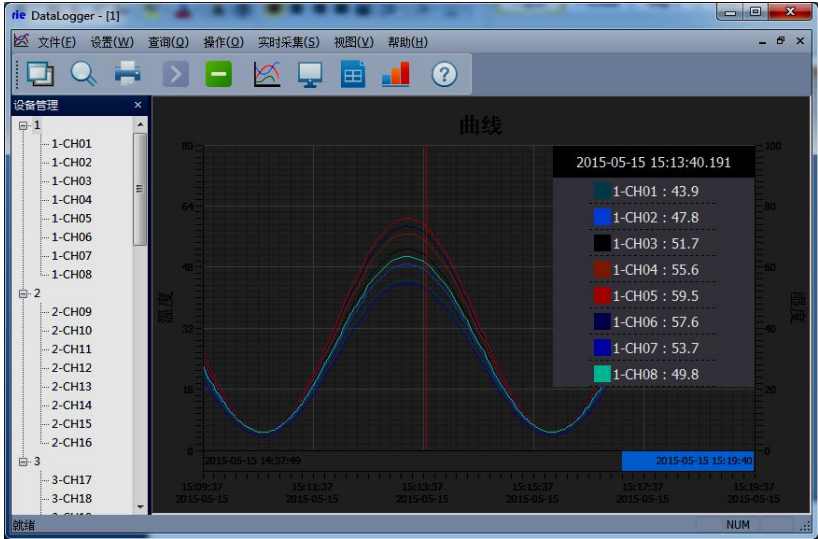 rie DataLogger - [1]
文件(F) 设置(W) 查询(Q) 操作(O) 实时采集(S) 视图(V) 帮助(H)
设备管理
1
1-CH01
1-CH02
1-CH03
1-CH04
1-CH05
1-CH06
1-CH07
1-CH08
2
2-CH09
2-CH10
2-CH11
2-CH12
2-CH13
2-CH14
2-CH15
2-CH16
3
3-CH17
3-CH18
曲线
80
64
48
32
16
0
温度
100
80
60
40
20
0
湿度
2015-05-15 15:13:40.191
1-CH01 : 43.9
1-CH02 : 47.8
1-CH03 : 51.7
1-CH04 : 55.6
1-CH05 : 59.5
1-CH06 : 57.6
1-CH07 : 53.7
1-CH08 : 49.8
2015-05-15 14:37:49 2015-05-15 15:19:40
15:09:37 15:11:37 15:13:37 15:15:37 15:17:37 15:19:37
2015-05-15 2015-05-15 2015-05-15 2015-05-15 2015-05-15 2015-05-15
就绪 NUM